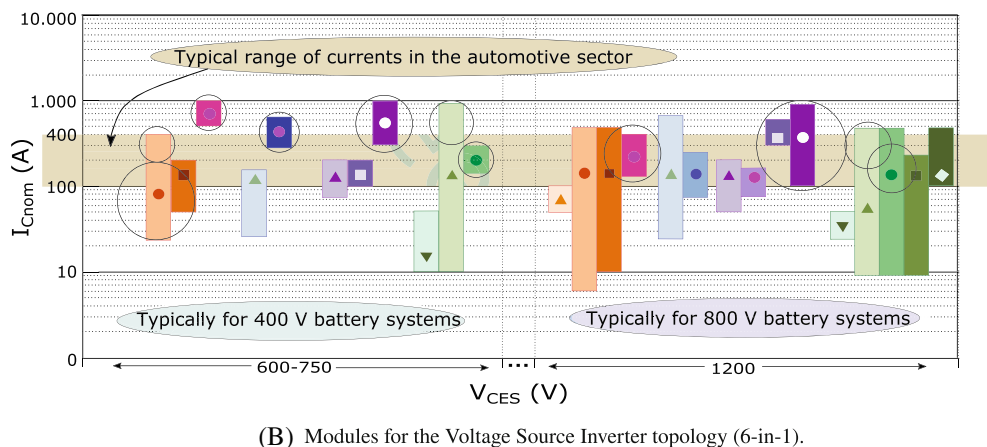 10.000
Typical range of currents in the automotive sector
1.000
400
100
10
0
I_Cnom (A)
Typically for 400 V battery systems
Typically for 800 V battery systems
600-750
...
1200
V_CES (V)
(B) Modules for the Voltage Source Inverter topology (6-in-1).